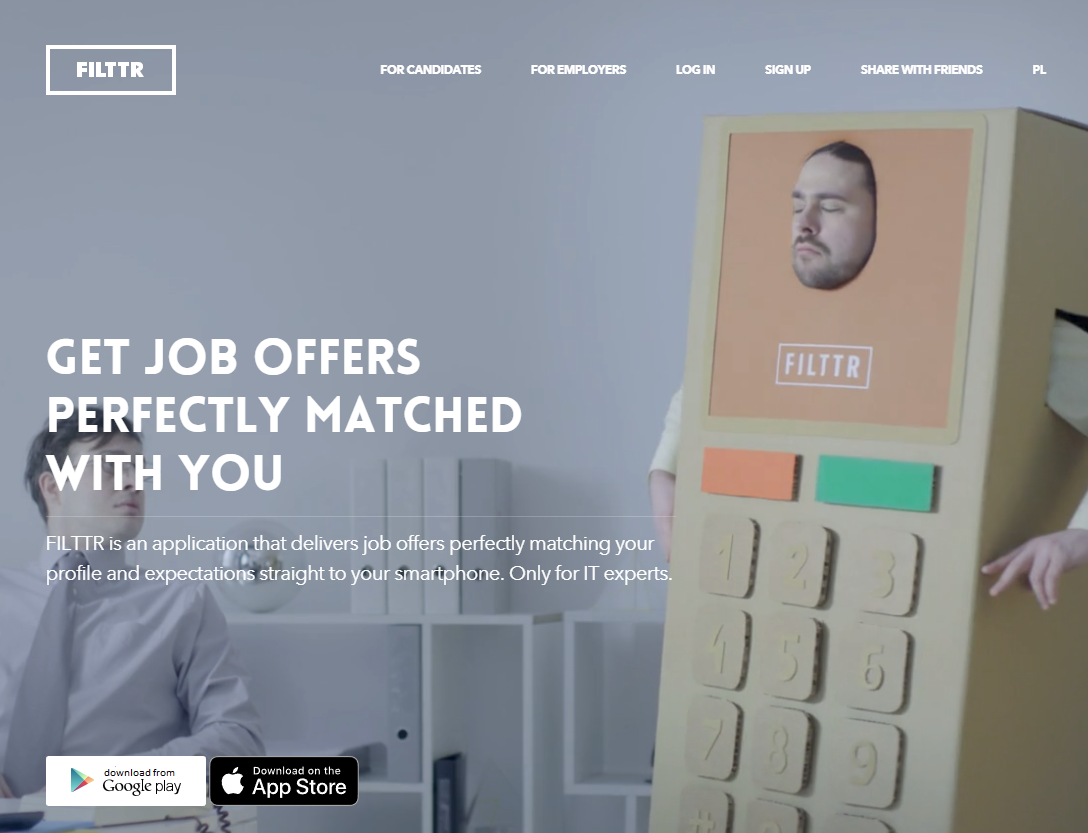 FILTTR
FOR CANDIDATES FOR EMPLOYERS LOG IN SIGN UP SHARE WITH FRIENDS PL
FILTTR
GET JOB OFFERS
PERFECTLY MATCHED
WITH YOU
FILTTR is an application that delivers job offers perfectly matching your
profile and expectations straight to your smartphone. Only for IT experts.
1 2 3
4 5 6
7 8 9
download from
Google play
Download on the
App Store